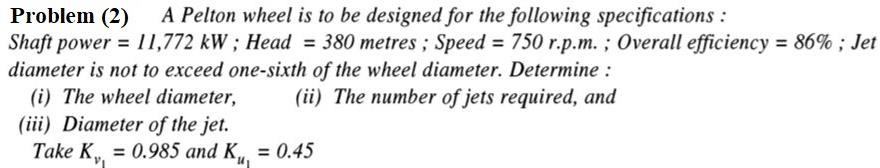 Problem (2) A Pelton wheel is to be designed for the following specifications :
Shaft power = 11,772 kW ; Head = 380 metres ; Speed = 750 r.p.m. ; Overall efficiency = 86% ; Jet
diameter is not to exceed one-sixth of the wheel diameter. Determine :
(i) The wheel diameter, (ii) The number of jets required, and
(iii) Diameter of the jet.
Take K_{v_1} = 0.985 and K_{u_1} = 0.45